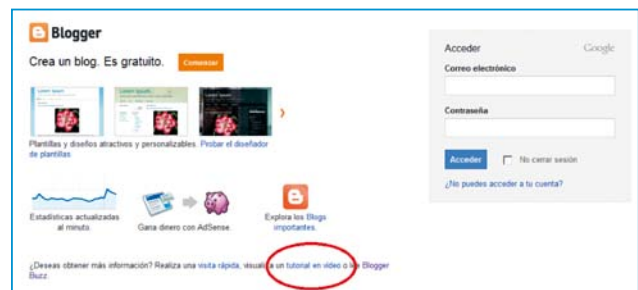 Blogger
Crea un blog. Es gratuito.
Comenzar
Plantillas y diseños atractivos y personalizables. Probar el diseñador
de plantillas
Estadísticas actualizadas
al minuto.
Gana dinero con AdSense.
Explora los Blogs
importantes.
¿Deseas obtener más información? Realiza una visita rápida, visualiza un tutorial en vídeo o Blogger
Buzz.
Acceder
Google
Correo electrónico
Contraseña
Acceder
No cerrar sesión
¿No puedes acceder a tu cuenta?